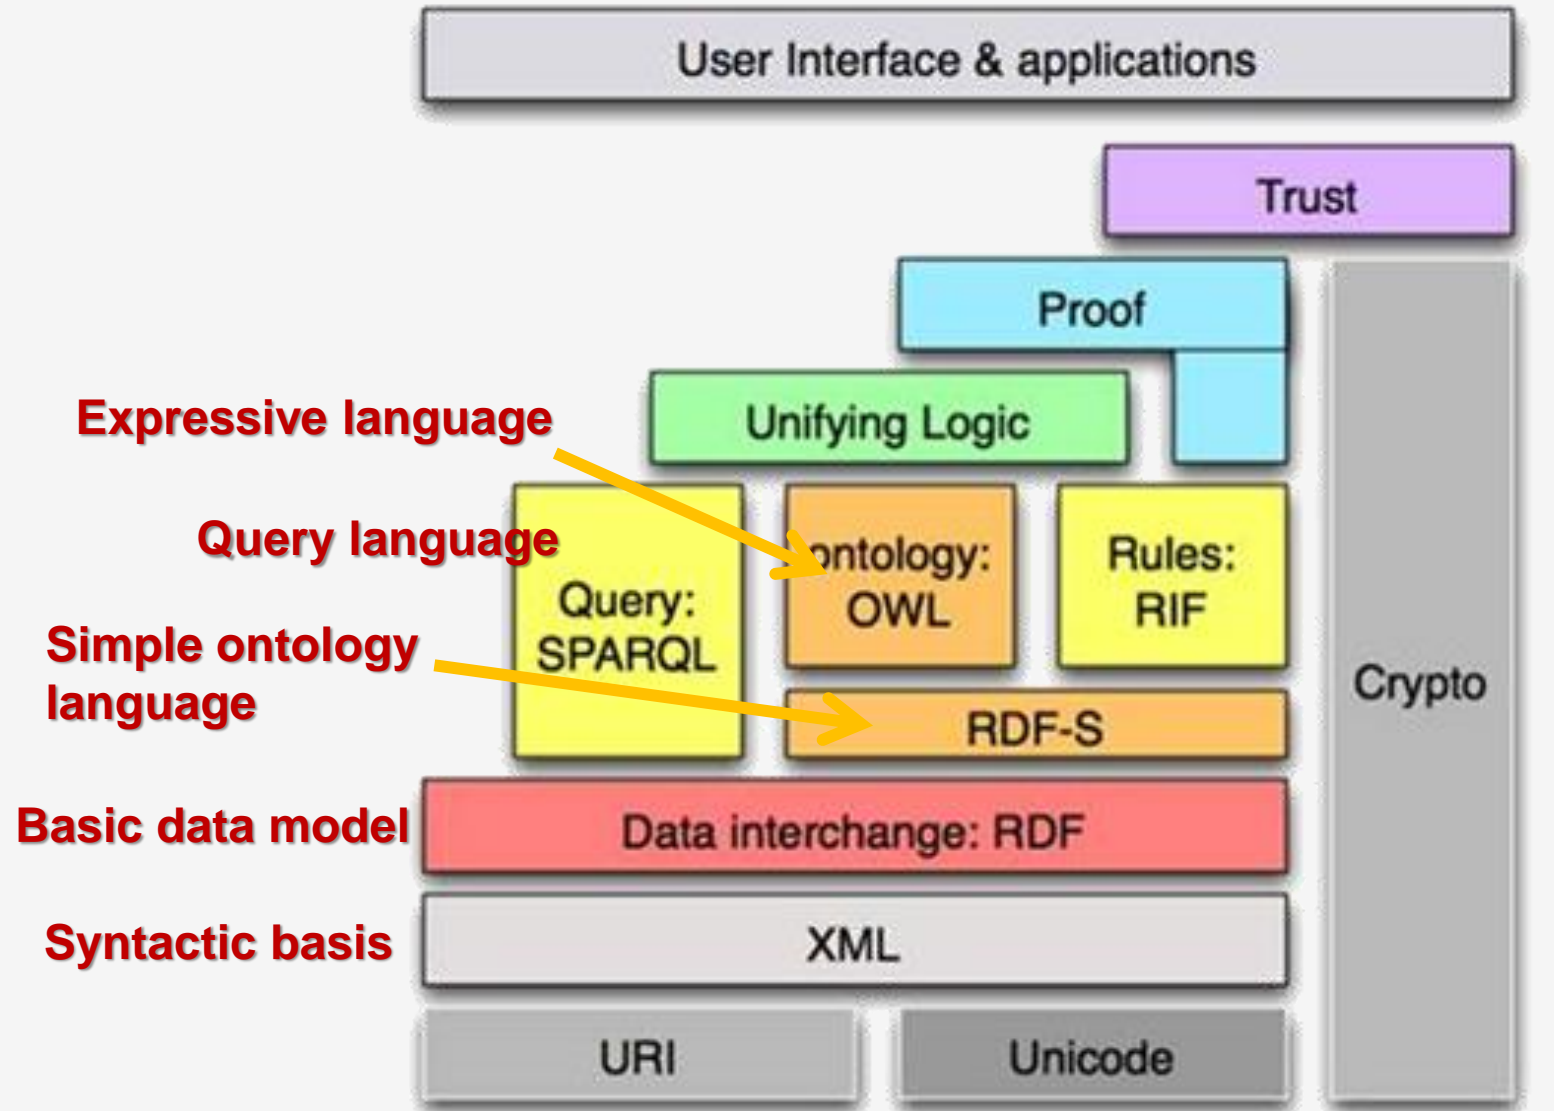 User Interface & applications
Trust
Proof
Expressive language
Unifying Logic
Query language
ontology:
OWL
Rules:
RIF
Query:
SPARQL
Simple ontology
language
RDF-S
Crypto
Basic data model
Data interchange: RDF
Syntactic basis
XML
URI
Unicode